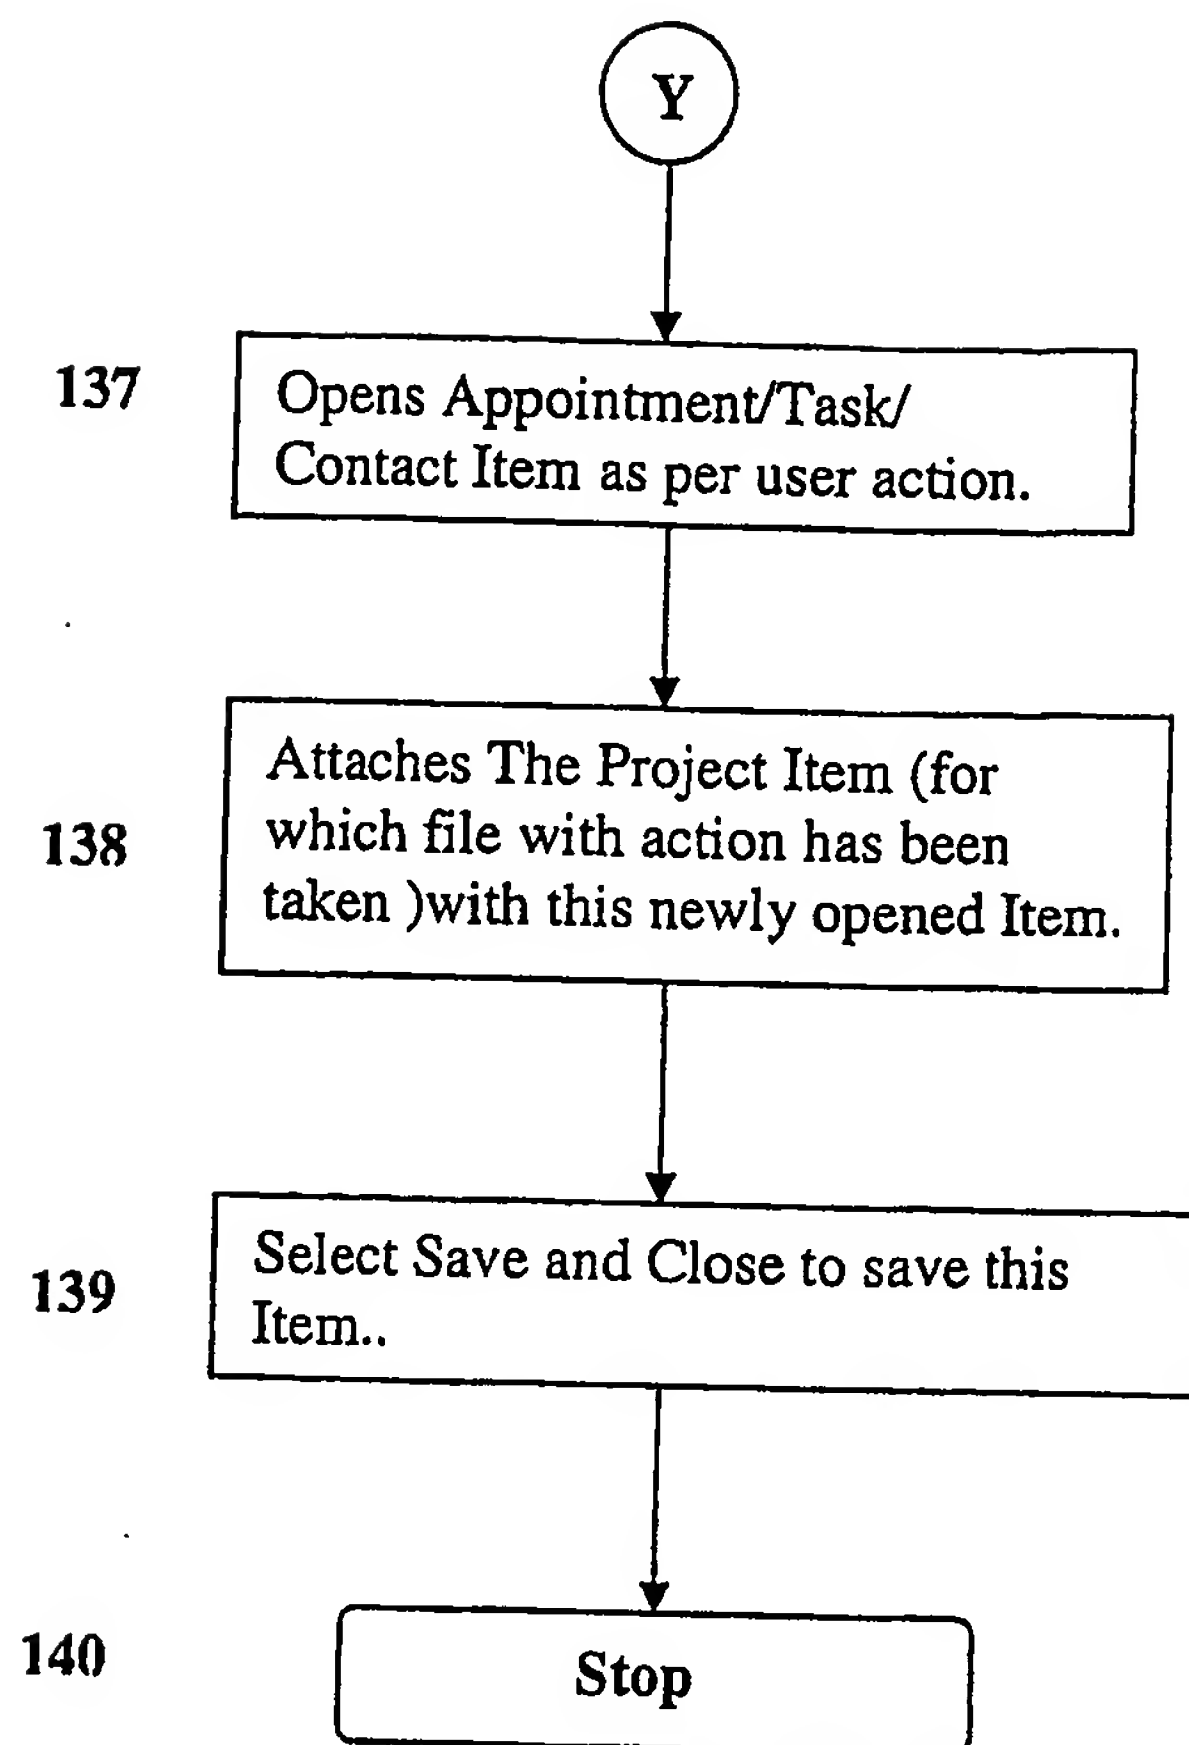 Y
137
Opens Appointment/Task/
Contact Item as per user action.
138
Attaches The Project Item (for
which file with action has been
taken )with this newly opened Item.
139
Select Save and Close to save this
Item..
140
Stop